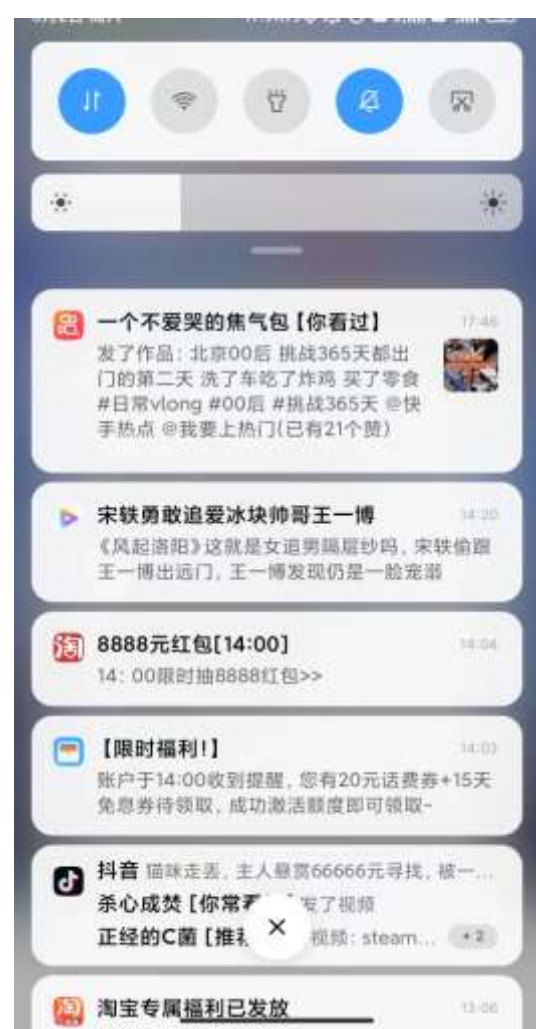 一个不爱哭的焦气包【你看过】
17:46
发了作品: 北京00后 挑战365天都出
门的第二天 洗了车吃了炸鸡 买了零食
#日常vlong #00后 #挑战365天 @快
手热点 @我要上热门(已有21个赞)
宋轶勇敢追爱冰块帅哥王一博
14:20
《风起洛阳》这就是女追男隔层纱吗, 宋轶偷跟
王一博出远门, 王一博发现仍是一脸宠溺
淘
8888元红包[14:00]
14:04
14: 00限时抽8888红包>>
【限时福利!】
14:03
账户于14:00收到提醒, 您有20元话费券+15天
免息券待领取, 成功激活额度即可领取~
抖音 猫咪走丢, 主人悬赏66666元寻找, 被一...
杀心成焚 [你常看 发了视频
正经的C菌 [推 视频: steam... +2
淘
淘宝专属福利已发放
13:06